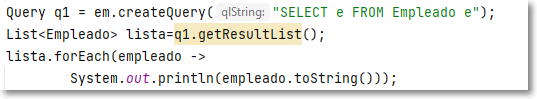 Query q1 = em.createQuery( qlString: "SELECT e FROM Empleado e");
List<Empleado> lista=q1.getResultList();
lista.forEach(empleado ->
        System.out.println(empleado.toString()));